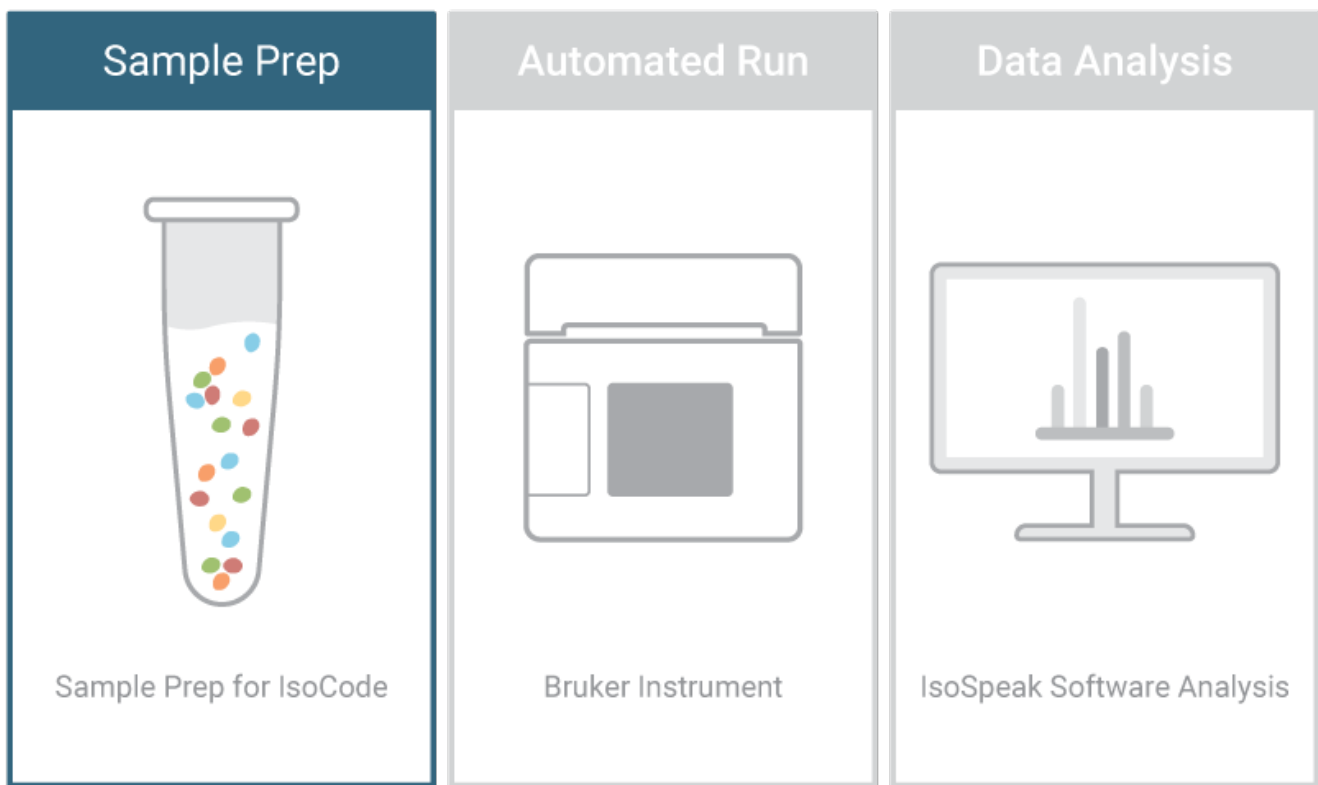 Sample Prep
Automated Run
Data Analysis
Sample Prep for IsoCode
Bruker Instrument
IsoSpeak Software Analysis